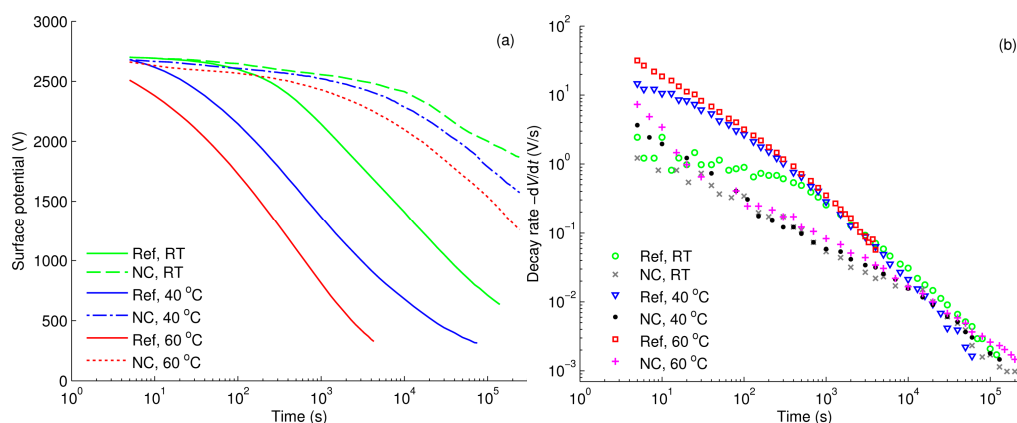 3000
2500
2000
1500
1000
500
0
Surface potential (V)
(a)
Ref, RT
NC, RT
Ref, 40 °C
NC, 40 °C
Ref, 60 °C
NC, 60 °C
10^0 10^1 10^2 10^3 10^4 10^5
Time (s)
10^2
10^1
10^0
10^-1
10^-2
10^-3
Decay rate −dV/dt (V/s)
(b)
Ref, RT
NC, RT
Ref, 40 °C
NC, 40 °C
Ref, 60 °C
NC, 60 °C
10^0 10^1 10^2 10^3 10^4 10^5
Time (s)